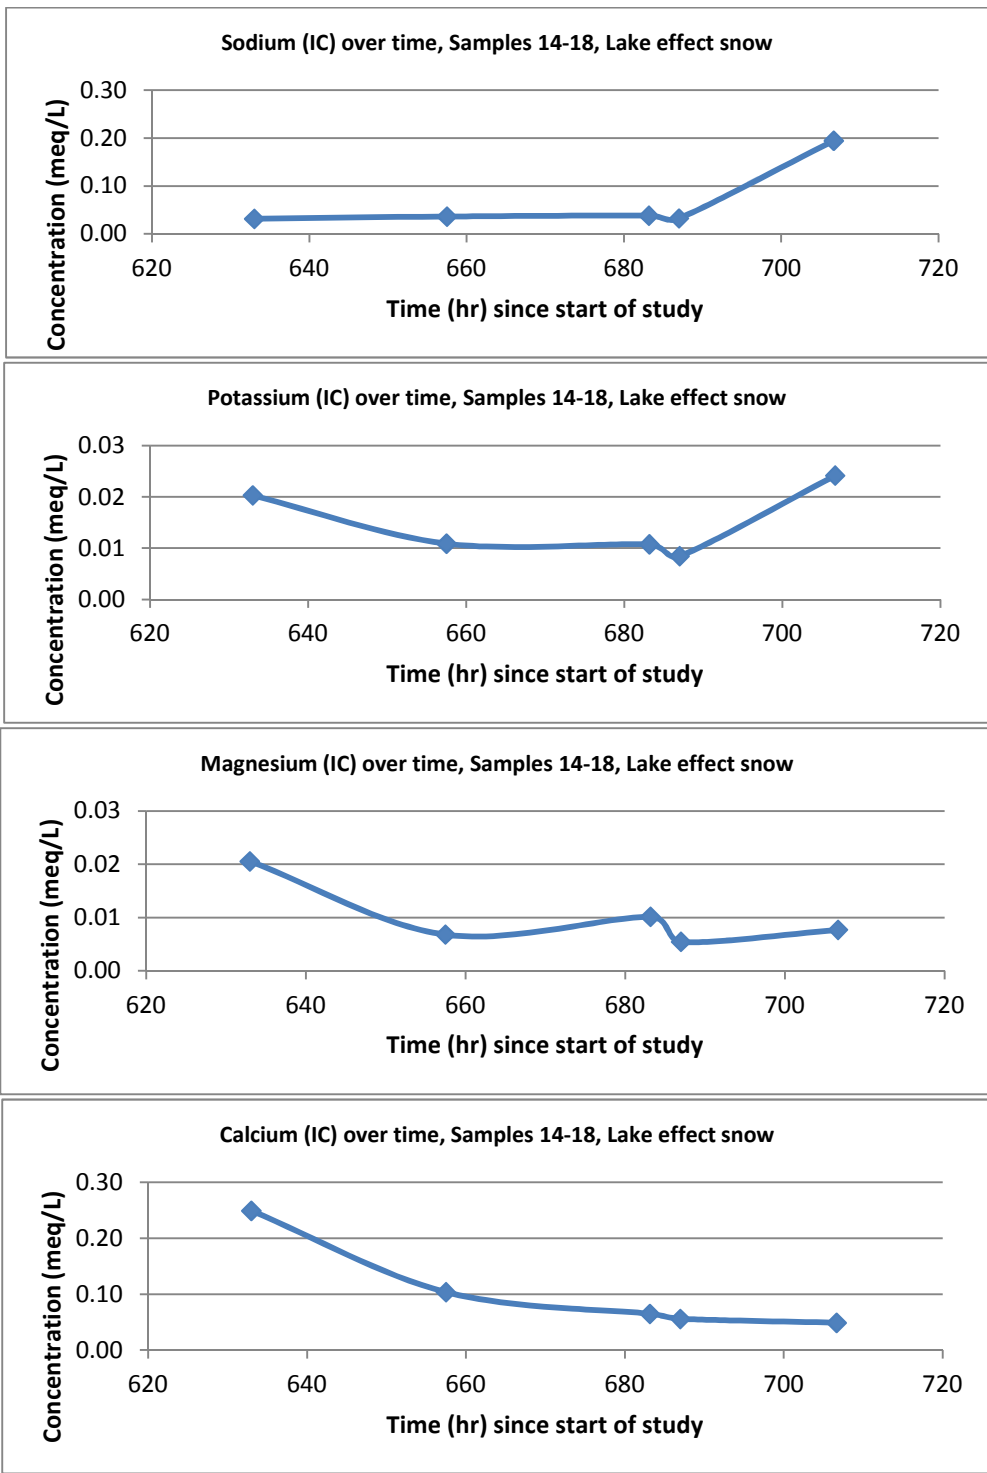 Sodium (IC) over time, Samples 14-18, Lake effect snow
Concentration (meq/L)
0.30
0.20
0.10
0.00
620 640 660 680 700 720
Time (hr) since start of study
Potassium (IC) over time, Samples 14-18, Lake effect snow
Concentration (meq/L)
0.03
0.02
0.01
0.00
620 640 660 680 700 720
Time (hr) since start of study
Magnesium (IC) over time, Samples 14-18, Lake effect snow
Concentration (meq/L)
0.03
0.02
0.01
0.00
620 640 660 680 700 720
Time (hr) since start of study
Calcium (IC) over time, Samples 14-18, Lake effect snow
Concentration (meq/L)
0.30
0.20
0.10
0.00
620 640 660 680 700 720
Time (hr) since start of study